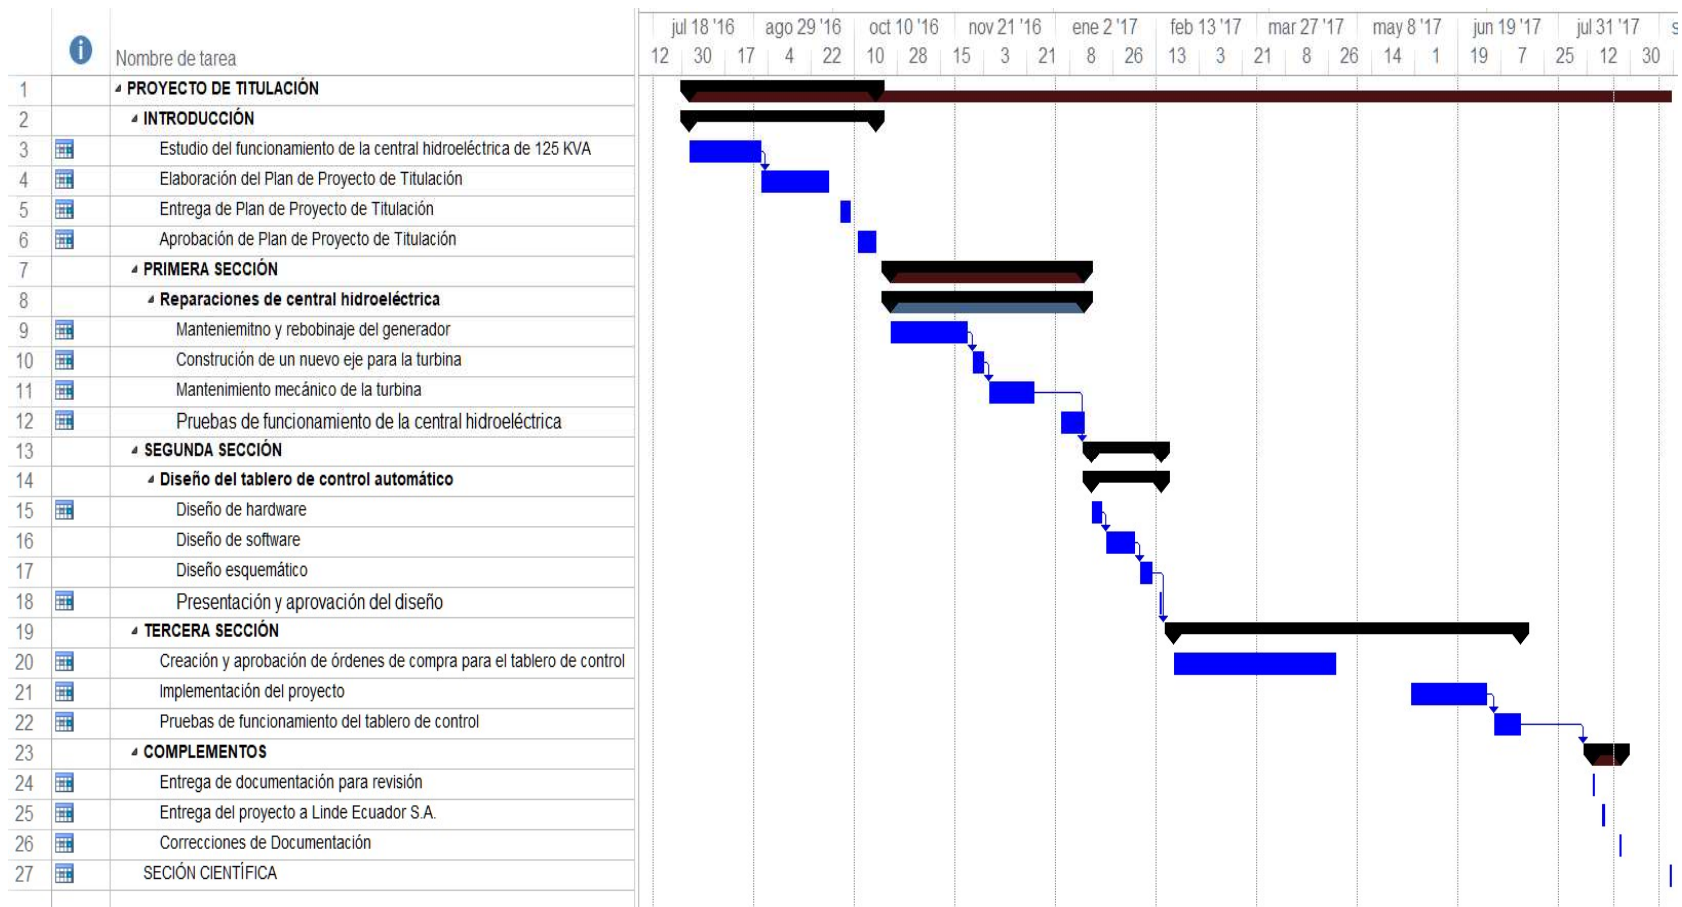 jul 18 '16 ago 29 '16 oct 10 '16 nov 21 '16 ene 2 '17 feb 13 '17 mar 27 '17 may 8 '17 jun 19 '17 jul 31 '17 s
i Nombre de tarea 12 30 17 4 22 10 28 15 3 21 8 26 13 3 21 8 26 14 1 19 7 25 12 30
1 PROYECTO DE TITULACIÓN
2 INTRODUCCIÓN
3 Estudio del funcionamiento de la central hidroeléctrica de 125 KVA
4 Elaboración del Plan de Proyecto de Titulación
5 Entrega de Plan de Proyecto de Titulación
6 Aprobación de Plan de Proyecto de Titulación
7 PRIMERA SECCIÓN
8 Reparaciones de central hidroeléctrica
9 Manteniemitno y rebobinaje del generador
10 Construción de un nuevo eje para la turbina
11 Mantenimiento mecánico de la turbina
12 Pruebas de funcionamiento de la central hidroeléctrica
13 SEGUNDA SECCIÓN
14 Diseño del tablero de control automático
15 Diseño de hardware
16 Diseño de software
17 Diseño esquemático
18 Presentación y aprovación del diseño
19 TERCERA SECCIÓN
20 Creación y aprobación de órdenes de compra para el tablero de control
21 Implementación del proyecto
22 Pruebas de funcionamiento del tablero de control
23 COMPLEMENTOS
24 Entrega de documentación para revisión
25 Entrega del proyecto a Linde Ecuador S.A.
26 Correcciones de Documentación
27 SECIÓN CIENTÍFICA